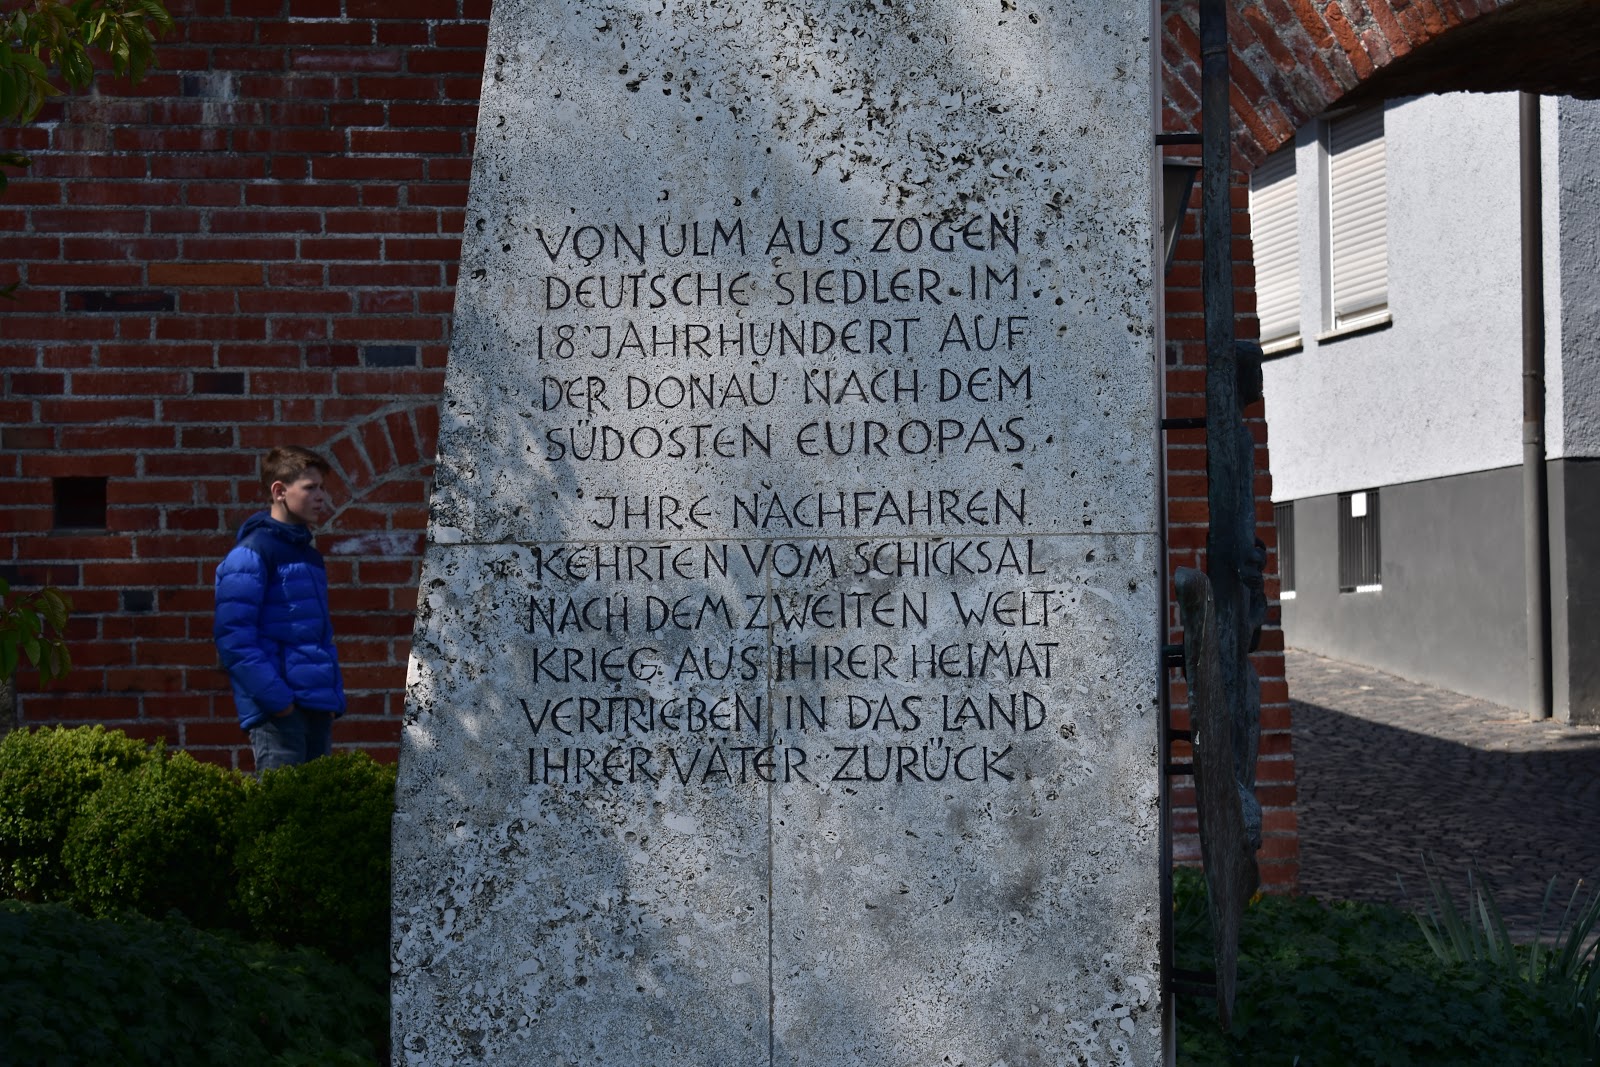 VON ULM AUS ZOGEN
DEUTSCHE SIEDLER IM
18' JAHRHUNDERT AUF
DER DONAU NACH DEM
SÜDOSTEN EUROPAS
IHRE NACHFAHREN
KEHRTEN VOM SCHICKSAL
NACH DEM ZWEITEN WELT
KRIEG AUS IHRER HEIMAT
VERTRIEBEN IN DAS LAND
IHRER VÄTER ZURÜCK